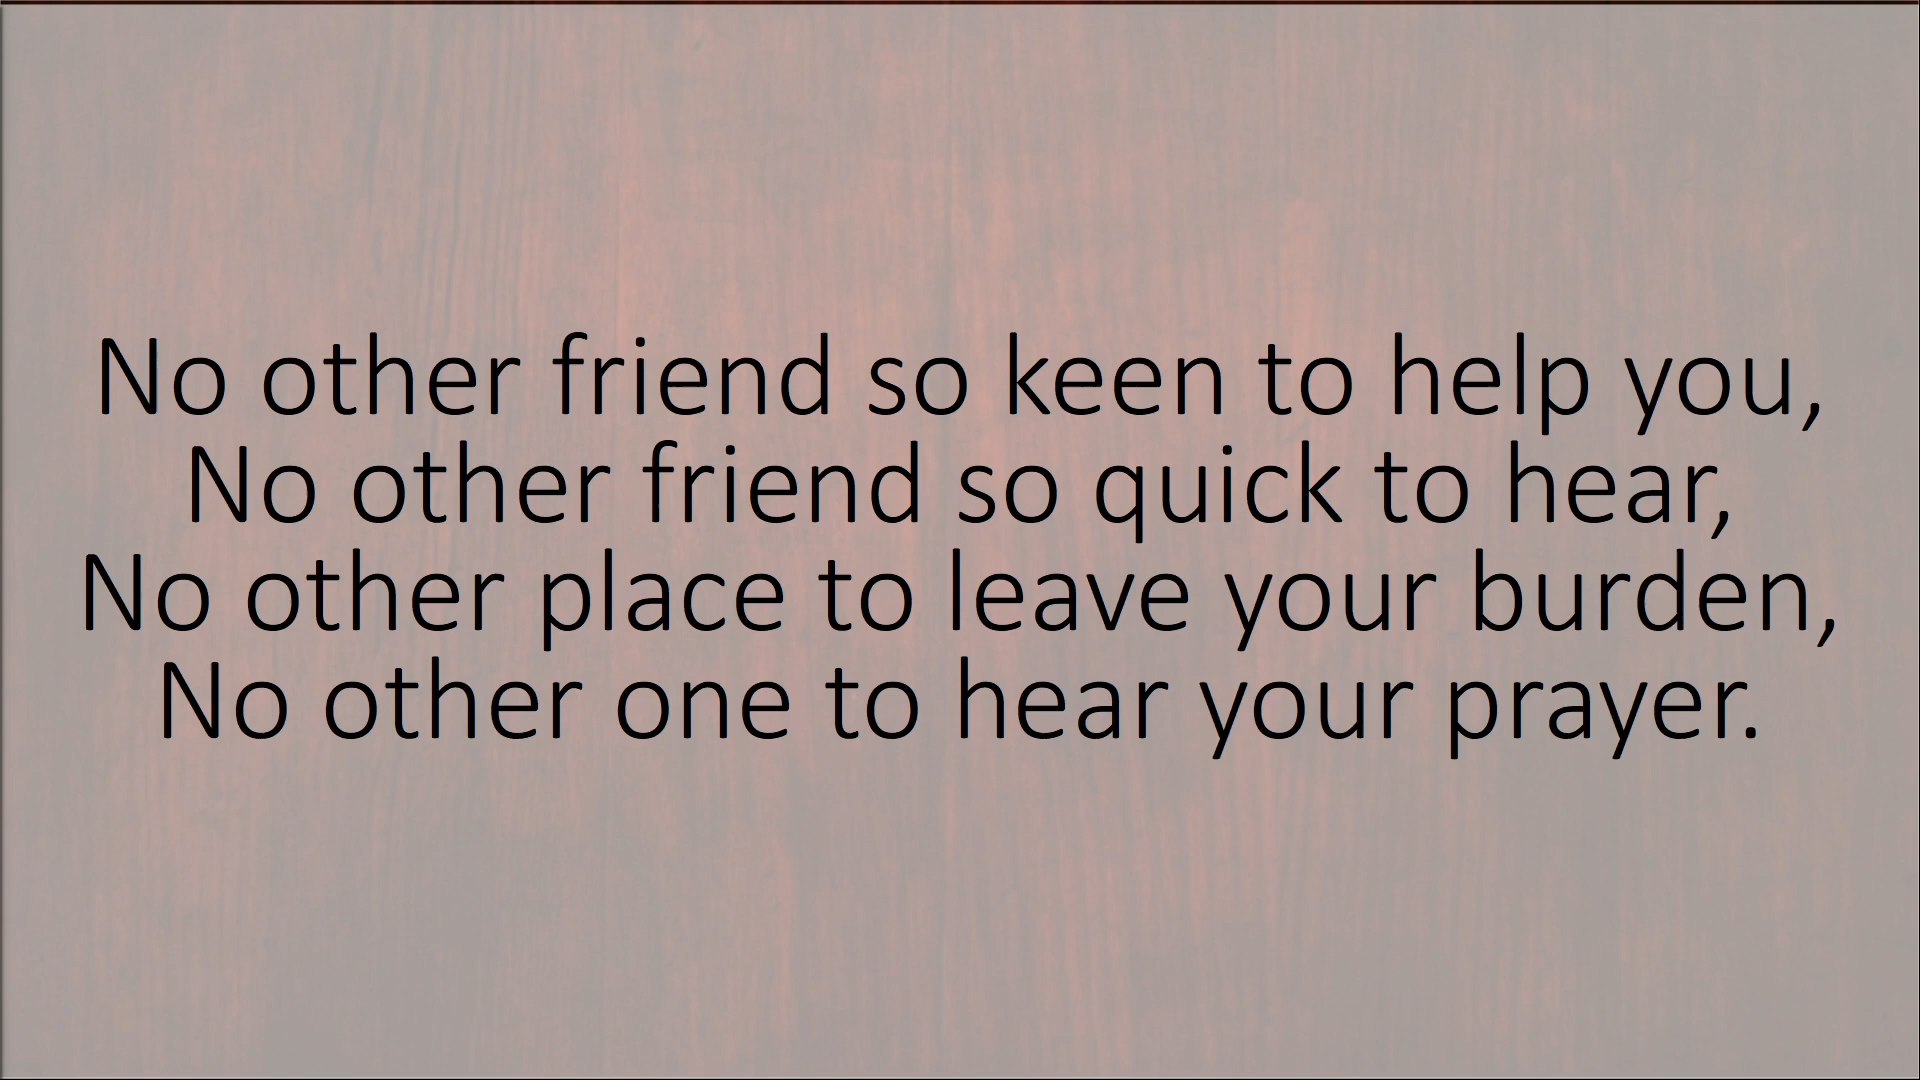 No other friend so keen to help you,
No other friend so quick to hear,
No other place to leave your burden,
No other one to hear your prayer.